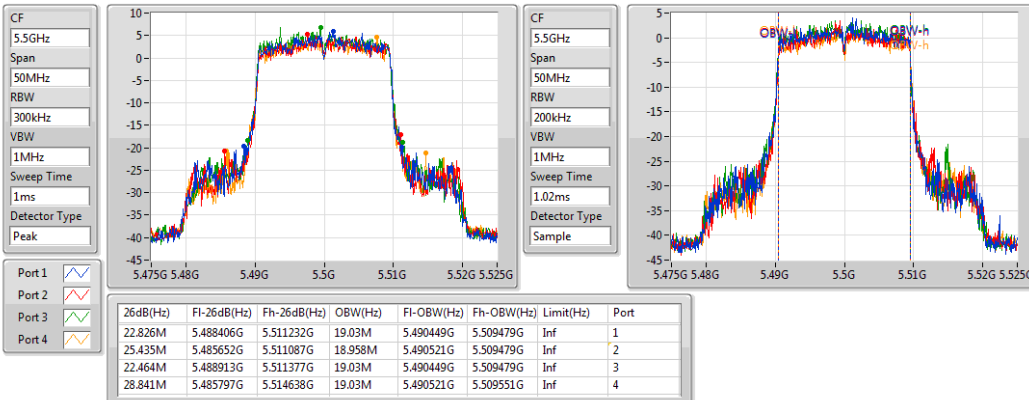 CF
5.5GHz
Span
50MHz
RBW
300kHz
VBW
1MHz
Sweep Time
1ms
Detector Type
Peak
10
5
0
-5
-10
-15
-20
-25
-30
35
-40
-45
5.475G 5.48G 5.49G 5.5G 5.51G 5.52G 5.525G
CF
5.5GHz
Span
50MHz
RBW
200kHz
VBW
1MHz
Sweep Time
1.02ms
Detector Type
Sample
5
0
-5
-10
-15
-20
-25
-30
-35
-40
-45
OBW-l OBW-h
OBW-h
5.475G 5.48G 5.49G 5.5G 5.51G 5.52G 5.525G
Port 1
Port 2
Port 3
Port 4
26dB(Hz) Fl-26dB(Hz) Fh-26dB(Hz) OBW(Hz) Fl-OBW(Hz) Fh-OBW(Hz) Limit(Hz) Port
22.826M 5.488406G 5.511232G 19.03M 5.490449G 5.509479G Inf 1
25.435M 5.485652G 5.511087G 18.958M 5.490521G 5.509479G Inf 2
22.464M 5.488913G 5.511377G 19.03M 5.490449G 5.509479G Inf 3
28.841M 5.485797G 5.514638G 19.03M 5.490521G 5.509551G Inf 4